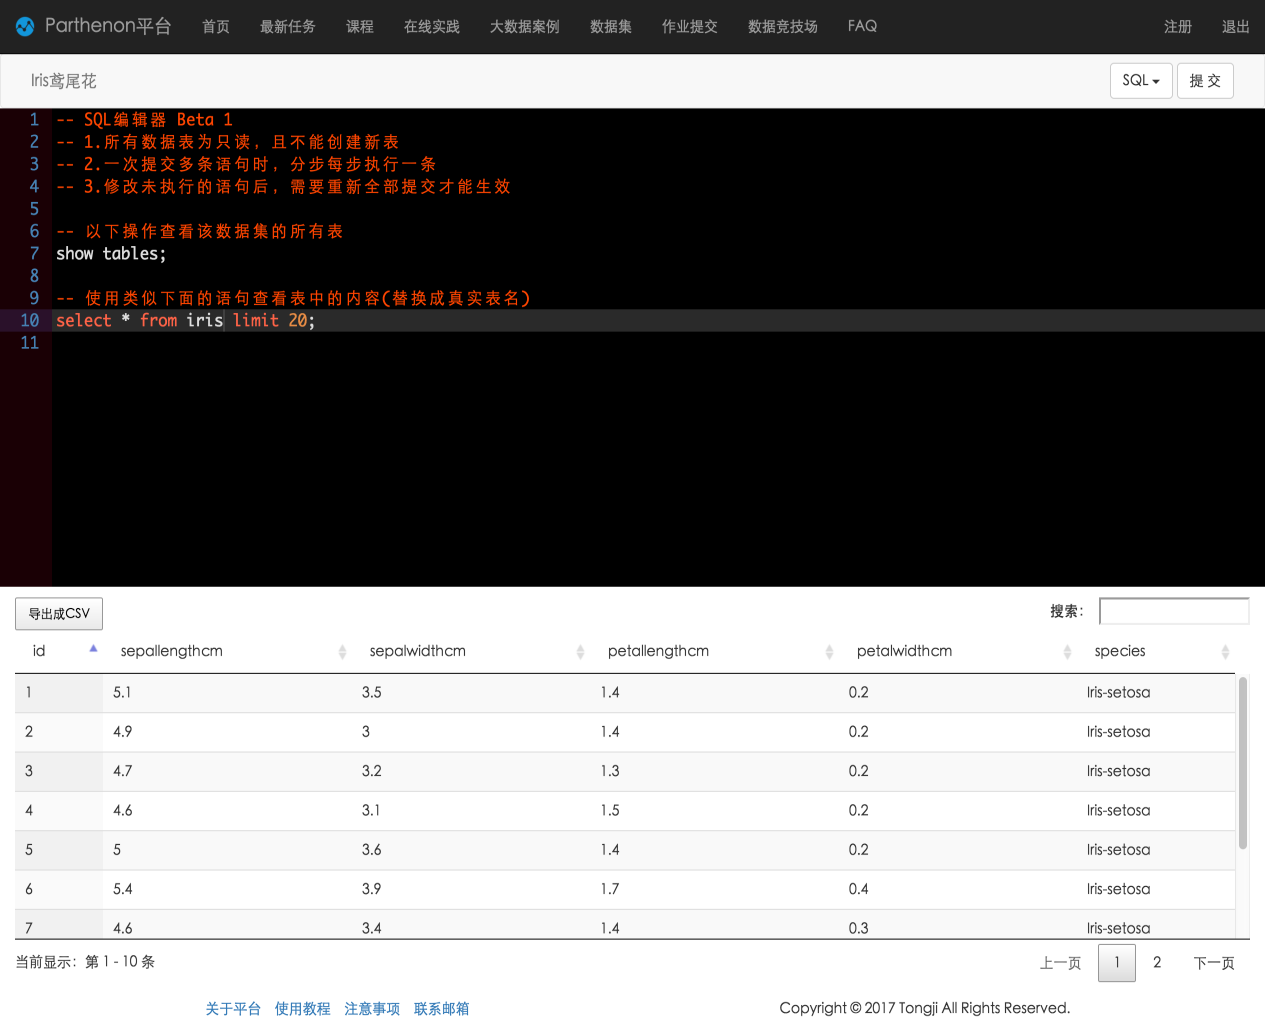 Parthenon平台 首页 最新任务 课程 在线实践 大数据案例 数据集 作业提交 数据竞技场 FAQ 注册 退出
Iris鸢尾花 SQL 提 交
1 -- SQL编辑器 Beta 1
2 -- 1.所有数据表为只读，且不能创建新表
3 -- 2.一次提交多条语句时，分步每步执行一条
4 -- 3.修改未执行的语句后，需要重新全部提交才能生效
5
6 -- 以下操作查看该数据集的所有表
7 show tables;
8
9 -- 使用类似下面的语句查看表中的内容(替换成真实表名)
10 select * from iris limit 20;
11
导出成CSV 搜索:
id sepallengthcm sepalwidthcm petallengthcm petalwidthcm species
1 5.1 3.5 1.4 0.2 Iris-setosa
2 4.9 3 1.4 0.2 Iris-setosa
3 4.7 3.2 1.3 0.2 Iris-setosa
4 4.6 3.1 1.5 0.2 Iris-setosa
5 5 3.6 1.4 0.2 Iris-setosa
6 5.4 3.9 1.7 0.4 Iris-setosa
7 4.6 3.4 1.4 0.3 Iris-setosa
当前显示：第 1 - 10 条 上一页 1 2 下一页
关于平台 使用教程 注意事项 联系邮箱 Copyright © 2017 Tongji All Rights Reserved.